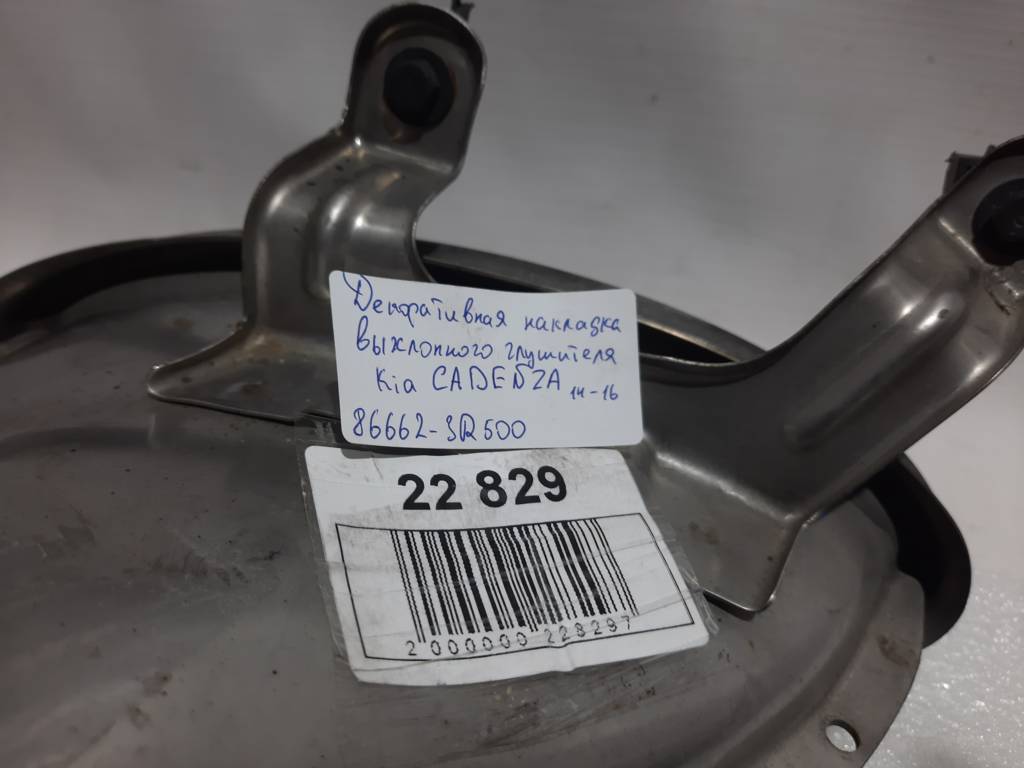 Декоративная накладка
выхлопного глушителя
Kia CADENZA 14-16
86662-3R500
22 829
2 000000 228297